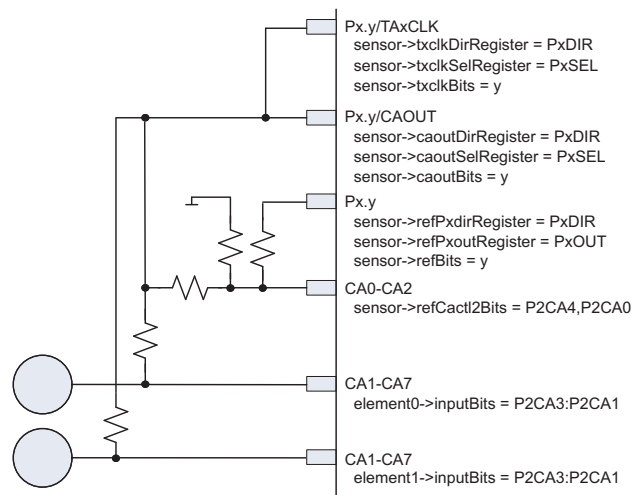 Px.y/TAxCLK
sensor->txclkDirRegister = PxDIR
sensor->txclkSelRegister = PxSEL
sensor->txclkBits = y
Px.y/CAOUT
sensor->caoutDirRegister = PxDIR
sensor->caoutSelRegister = PxSEL
sensor->caoutBits = y
Px.y
sensor->refPxdirRegister = PxDIR
sensor->refPxoutRegister = PxOUT
sensor->refBits = y
CA0-CA2
sensor->refCactl2Bits = P2CA4,P2CA0
CA1-CA7
element0->inputBits = P2CA3:P2CA1
CA1-CA7
element1->inputBits = P2CA3:P2CA1